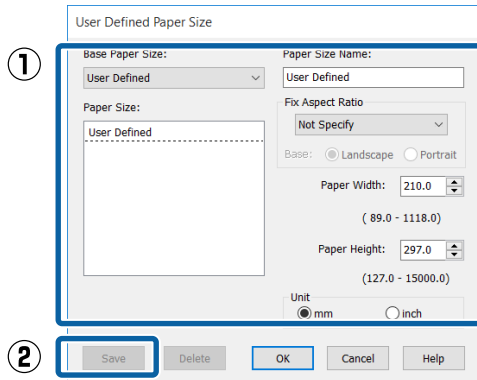 User Defined Paper Size
①
Base Paper Size:
Paper Size Name:
User Defined
User Defined
Paper Size:
Fix Aspect Ratio
User Defined
Not Specify
Base: Landscape Portrait
Paper Width: 210.0
( 89.0 - 1118.0)
Paper Height: 297.0
(127.0 - 15000.0)
Unit
mm inch
②
Save Delete OK Cancel Help